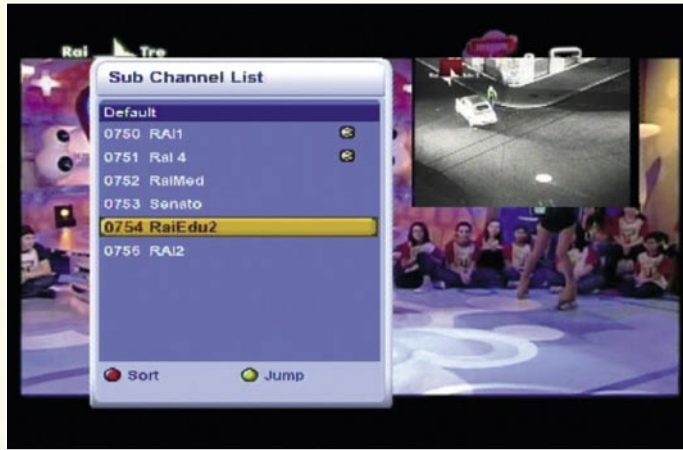 Rai Tre
Sub Channel List
Default
0750 RAI1
0751 Rai 4
0752 RaiMed
0753 Senato
0754 RaiEdu2
0756 RAI2
Sort Jump